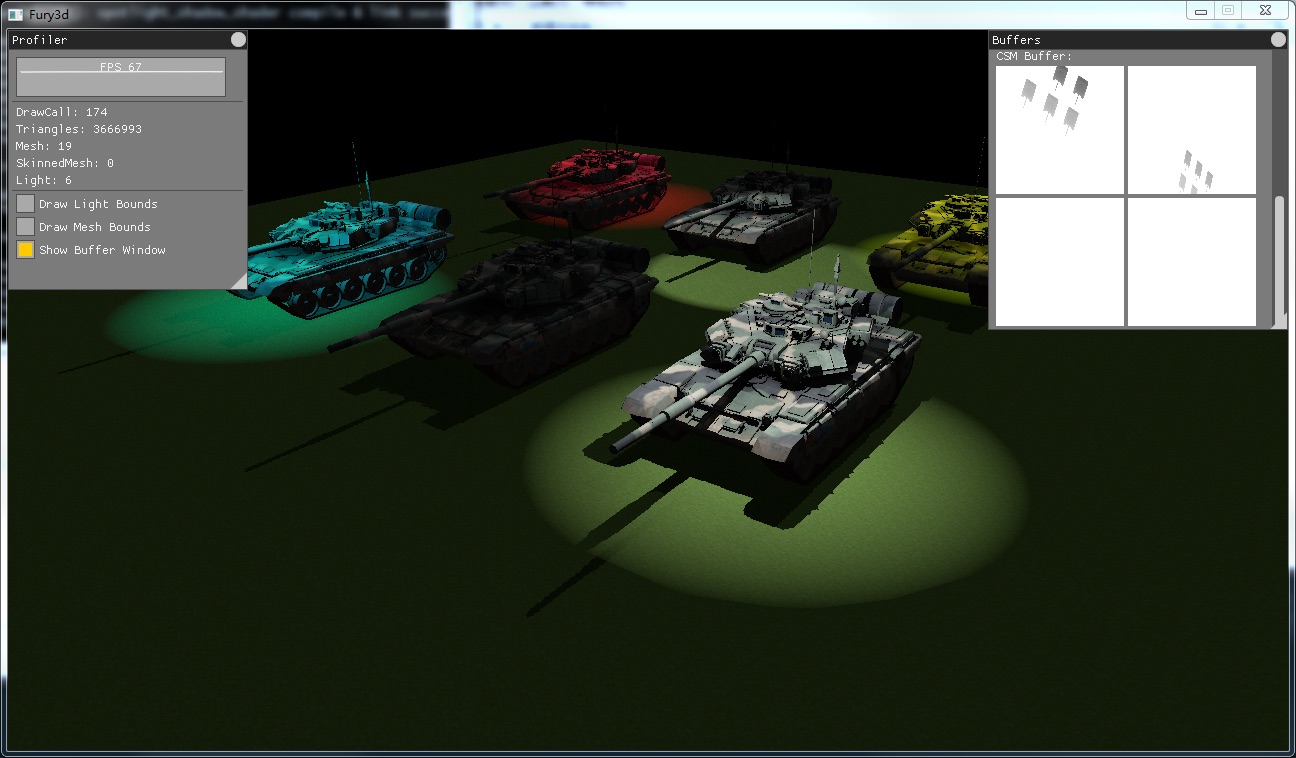 Fury3d
Profiler
FPS 67
DrawCall: 174
Triangles: 3666993
Mesh: 19
SkinnedMesh: 0
Light: 6
Draw Light Bounds
Draw Mesh Bounds
Show Buffer Window
Buffers
CSM Buffer: